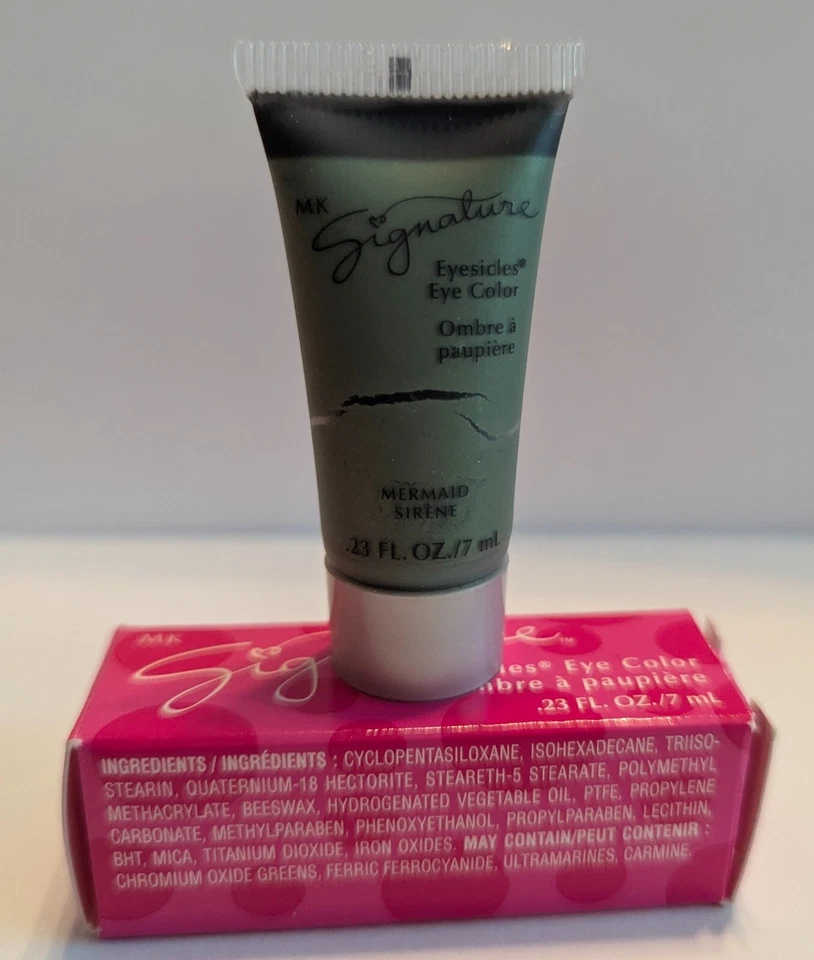 MK
Signature
Eyesicles®
Eye Color
Ombre à
paupière
MERMAID
SIRÈNE
.23 FL. OZ./7 mL
MK
Eye Color
à paupière
.23 FL. OZ./7 mL
INGREDIENTS / INGRÉDIENTS : CYCLOPENTASILOXANE, ISOHEXADECANE, TRIISO-
STEARIN, QUATERNIUM-18 HECTORITE, STEARETH-5 STEARATE, POLYMETHYL
METHACRYLATE, BEESWAX, HYDROGENATED VEGETABLE OIL, PTFE, PROPYLENE
CARBONATE, METHYLPARABEN, PHENOXYETHANOL, PROPYLPARABEN, LECITHIN,
BHT, MICA, TITANIUM DIOXIDE, IRON OXIDES. MAY CONTAIN/PEUT CONTENIR :
CHROMIUM OXIDE GREENS, FERRIC FERROCYANIDE, ULTRAMARINES, CARMINE.